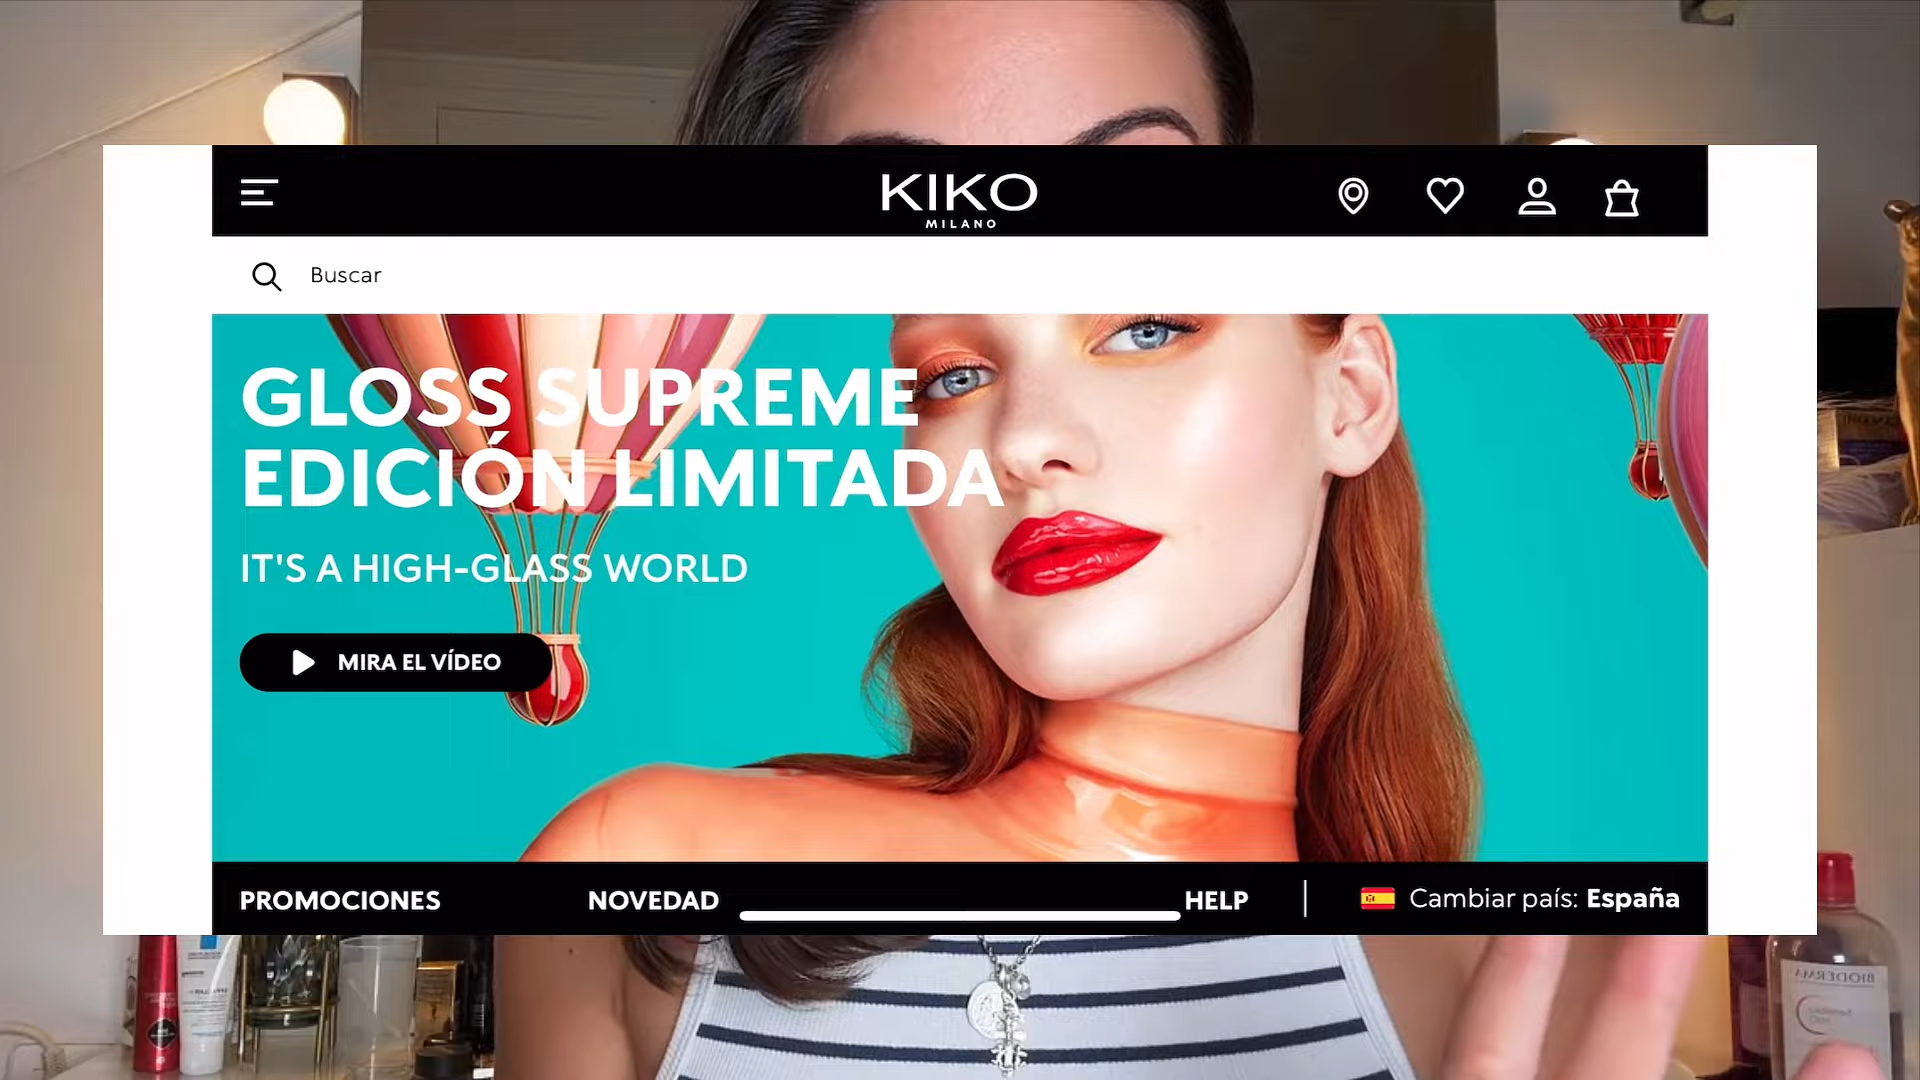 KIKO
MILANO
Buscar
GLOSS SUPREME
EDICIÓN LIMITADA
IT'S A HIGH-GLASS WORLD
MIRA EL VÍDEO
PROMOCIONES
NOVEDAD
HELP
Cambiar país: España
BIODERMA